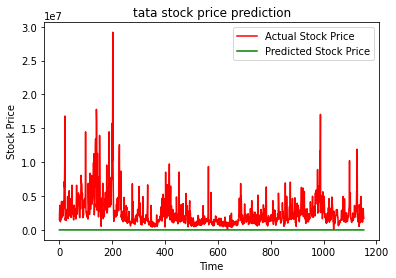 tata stock price prediction
1e7
Actual Stock Price
Predicted Stock Price
3.0
2.5
2.0
1.5
1.0
0.5
0.0
Stock Price
0 200 400 600 800 1000 1200
Time